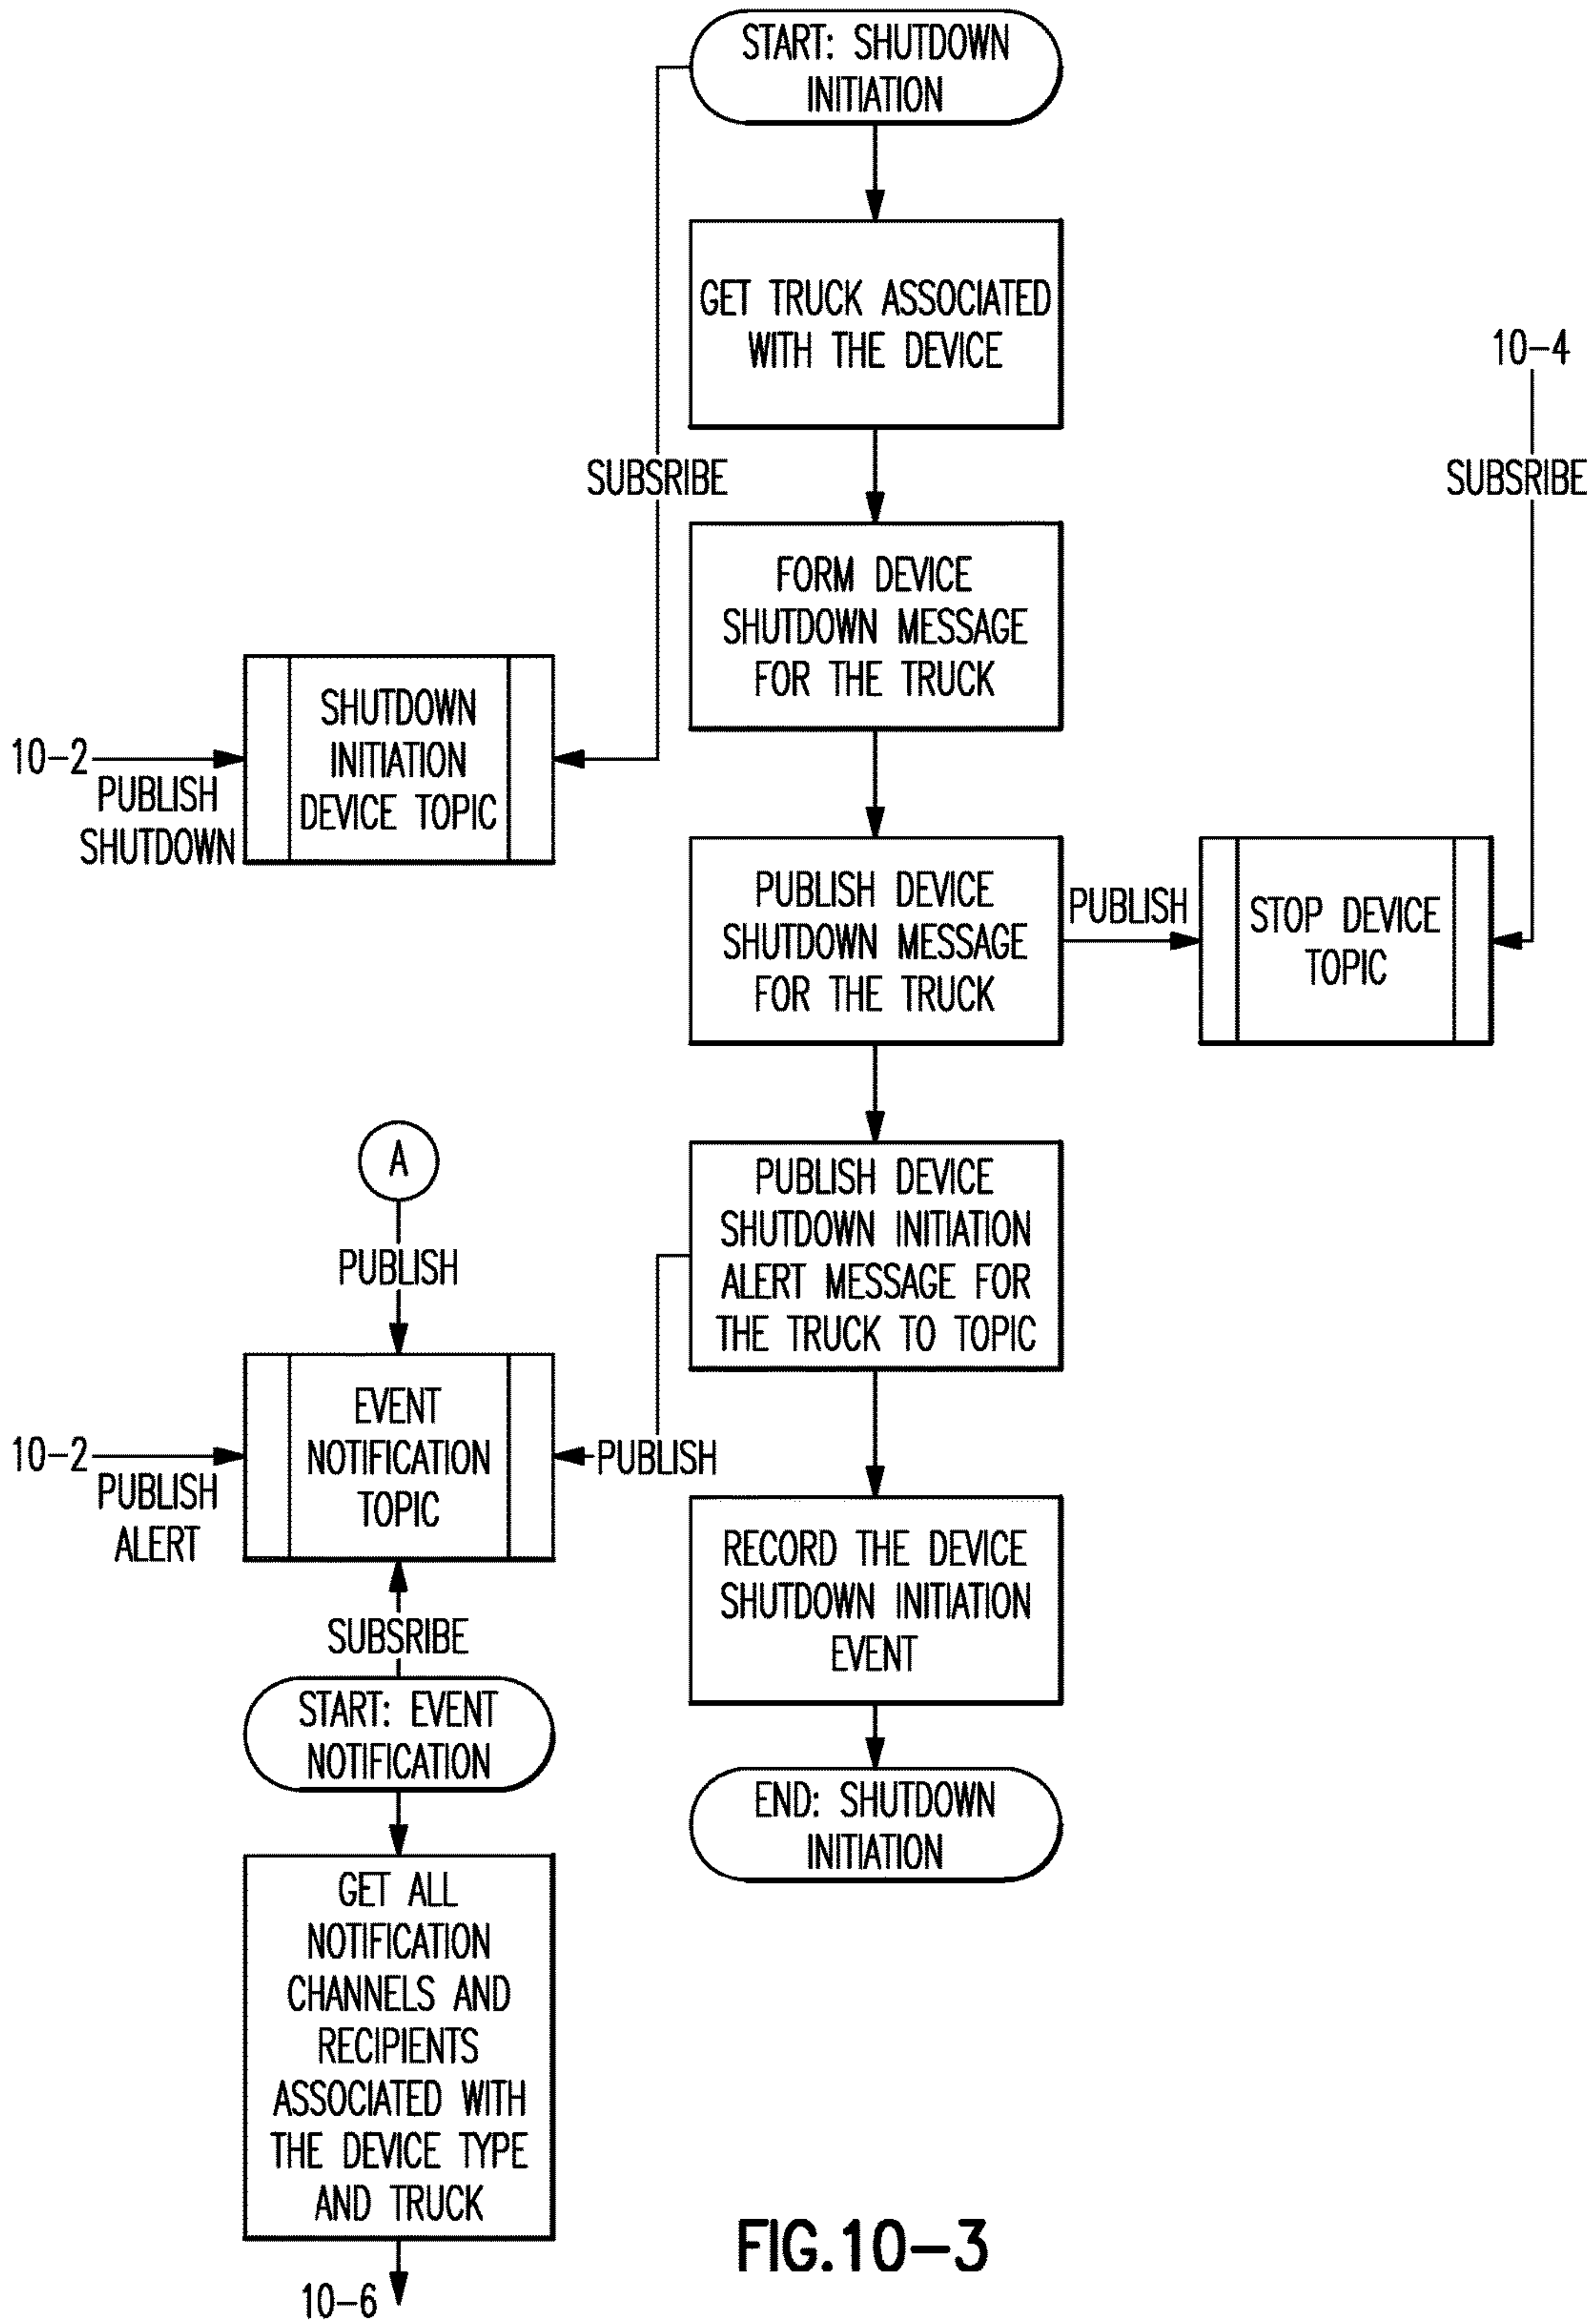 START: SHUTDOWN
INITIATION
GET TRUCK ASSOCIATED
WITH THE DEVICE
10-4
SUBSRIBE
SUBSRIBE
FORM DEVICE
SHUTDOWN MESSAGE
FOR THE TRUCK
SHUTDOWN
INITIATION
DEVICE TOPIC
10-2
PUBLISH
SHUTDOWN
PUBLISH DEVICE
SHUTDOWN MESSAGE
FOR THE TRUCK
PUBLISH
STOP DEVICE
TOPIC
A
PUBLISH
PUBLISH DEVICE
SHUTDOWN INITIATION
ALERT MESSAGE FOR
THE TRUCK TO TOPIC
EVENT
NOTIFICATION
TOPIC
10-2
PUBLISH
ALERT
PUBLISH
RECORD THE DEVICE
SHUTDOWN INITIATION
EVENT
SUBSRIBE
START: EVENT
NOTIFICATION
END: SHUTDOWN
INITIATION
GET ALL
NOTIFICATION
CHANNELS AND
RECIPIENTS
ASSOCIATED WITH
THE DEVICE TYPE
AND TRUCK
10-6
FIG.10-3